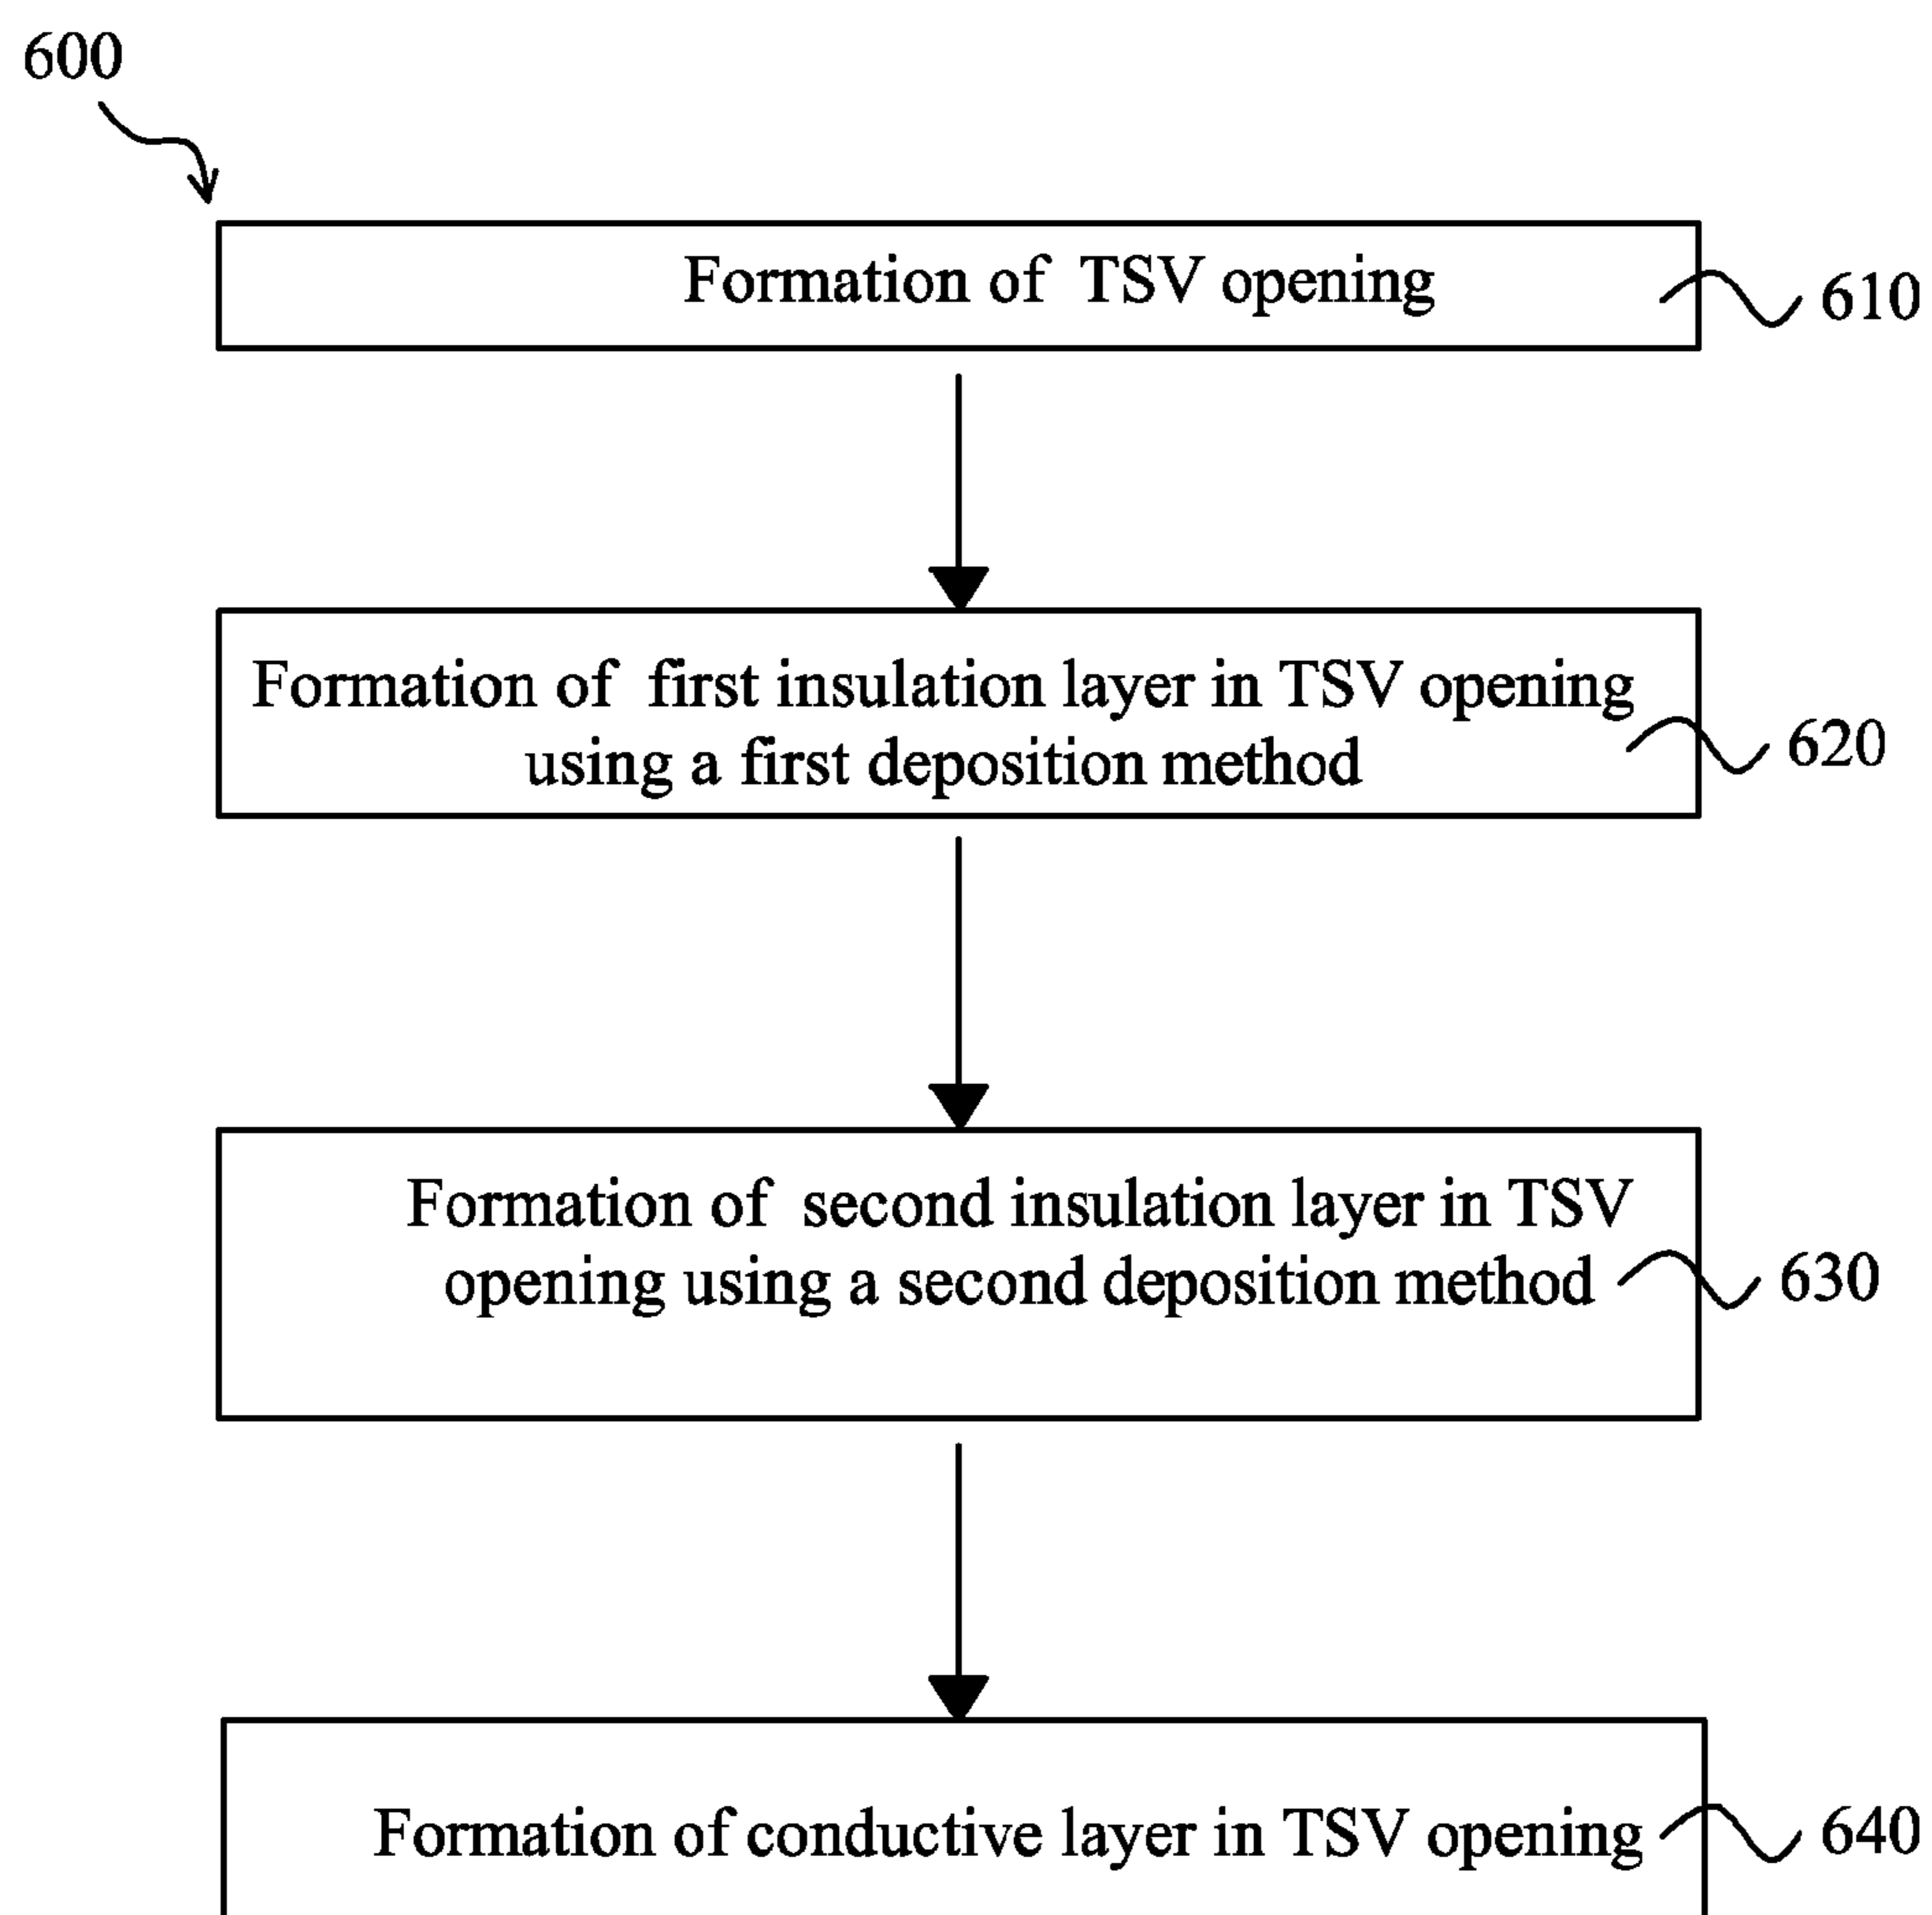 600
Formation of TSV opening
610
Formation of first insulation layer in TSV opening
using a first deposition method
620
Formation of second insulation layer in TSV
opening using a second deposition method
630
Formation of conductive layer in TSV opening
640